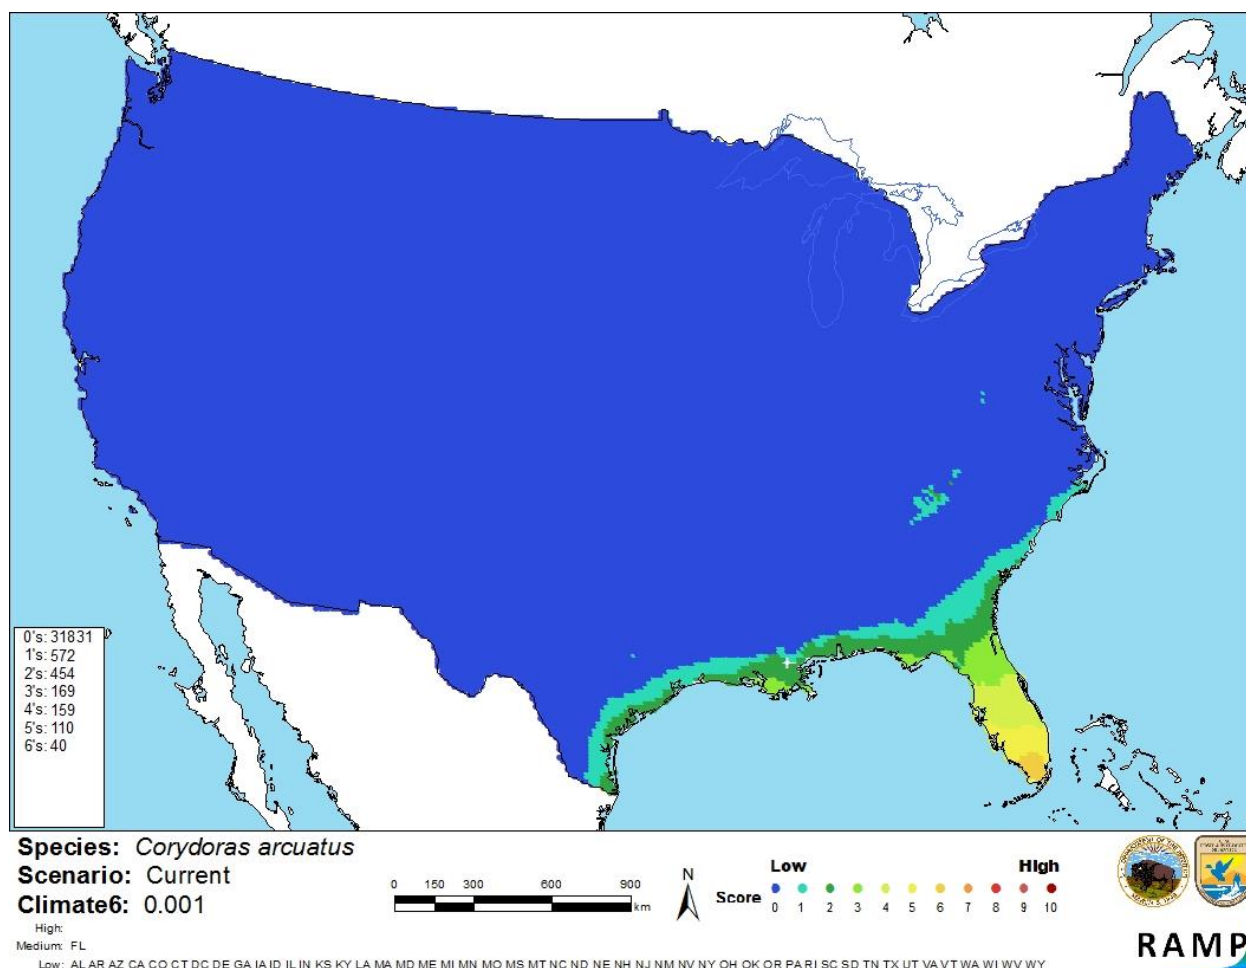 0's: 31831
1's: 572
2's: 454
3's: 169
4's: 159
5's: 110
6's: 40
Species: Corydoras arcuatus
Scenario: Current
Climate6: 0.001
High:
Medium: FL
Low: AL AR AZ CA CO CT DC DE GA IA ID IL IN KS KY LA MA MD ME MI MN MO MS MT NC ND NE NH NJ NM NV NY OH OK OR PA RI SC SD TN TX UT VA VT WA WI WV WY
0 150 300 600 900
km
N
Low High
Score
0 1 2 3 4 5 6 7 8 9 10
RAMP